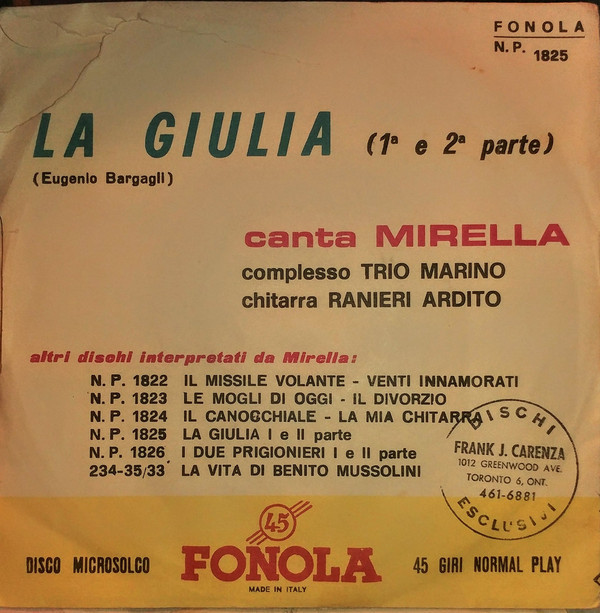 FONOLA
N.P. 1825
LA GIULIA (1ª e 2ª parte)
(Eugenio Bargagli)
canta MIRELLA
complesso TRIO MARINO
chitarra RANIERI ARDITO
altri dischi interpretati da Mirella:
N. P. 1822 IL MISSILE VOLANTE - VENTI INNAMORATI
N. P. 1823 LE MOGLI DI OGGI - IL DIVORZIO
N. P. 1824 IL CANOCCHIALE - LA MIA CHITARRA
N. P. 1825 LA GIULIA I e II parte
N. P. 1826 I DUE PRIGIONIERI I e II parte
234-35/33 LA VITA DI BENITO MUSSOLINI
DISCHI
FRANK J. CARENZA
1012 GREENWOOD AVE.
TORONTO 6, ONT.
461-6881
ESCLUSIJI
45
DISCO MICROSOLCO FONOLA 45 GIRI NORMAL PLAY
MADE IN ITALY